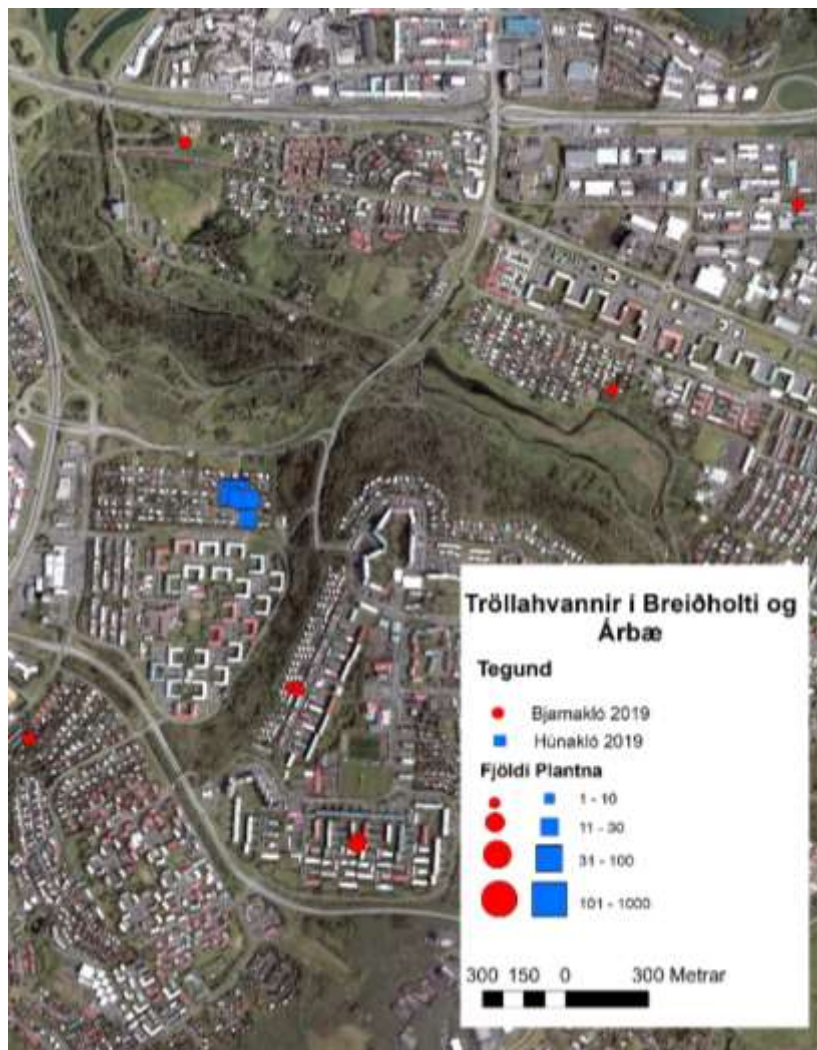 Tröllahvannir í Breiðholti og
Árbæ
Tegund
Bjarnakló 2019
Húnakló 2019
Fjöldi Plantna
1 - 10
11 - 30
31 - 100
101 - 1000
300 150 0 300 Metrar